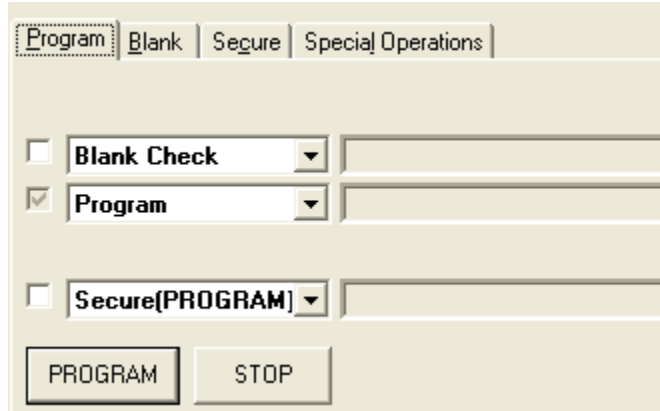 Program Blank Secure Special Operations
Blank Check
Program
Secure(PROGRAM)
PROGRAM STOP